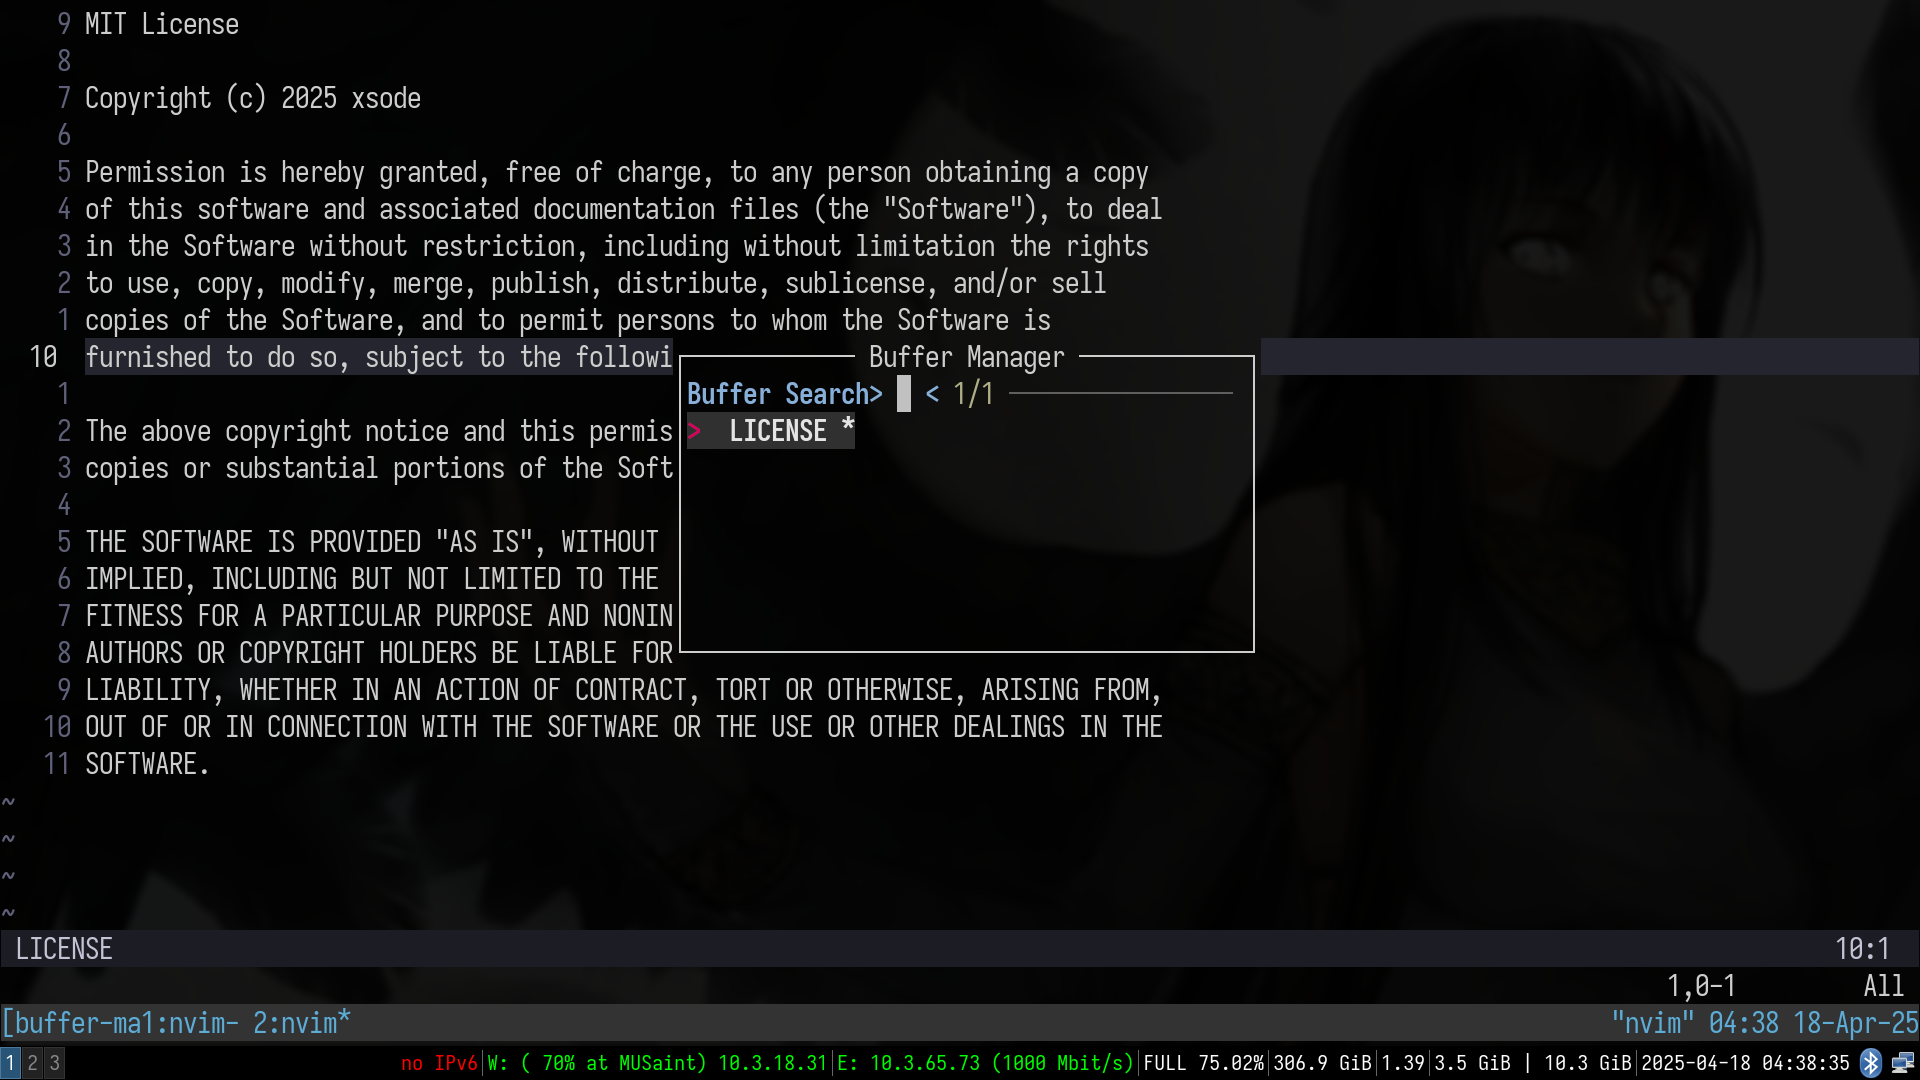 9 MIT License
8
7 Copyright (c) 2025 xsode
6
5 Permission is hereby granted, free of charge, to any person obtaining a copy
4 of this software and associated documentation files (the "Software"), to deal
3 in the Software without restriction, including without limitation the rights
2 to use, copy, modify, merge, publish, distribute, sublicense, and/or sell
1 copies of the Software, and to permit persons to whom the Software is
10 furnished to do so, subject to the followi
1
2 The above copyright notice and this permis
3 copies or substantial portions of the Soft
4
5 THE SOFTWARE IS PROVIDED "AS IS", WITHOUT
6 IMPLIED, INCLUDING BUT NOT LIMITED TO THE
7 FITNESS FOR A PARTICULAR PURPOSE AND NONIN
8 AUTHORS OR COPYRIGHT HOLDERS BE LIABLE FOR
9 LIABILITY, WHETHER IN AN ACTION OF CONTRACT, TORT OR OTHERWISE, ARISING FROM,
10 OUT OF OR IN CONNECTION WITH THE SOFTWARE OR THE USE OR OTHER DEALINGS IN THE
11 SOFTWARE.
~
~
~
~
Buffer Manager
Buffer Search> < 1/1
> LICENSE *
LICENSE 10:1
1,0-1 All
[buffer-ma1:nvim- 2:nvim* "nvim" 04:38 18-Apr-25
1 2 3 no IPv6|W: ( 70% at MUSaint) 10.3.18.31|E: 10.3.65.73 (1000 Mbit/s)|FULL 75.02%|306.9 GiB|1.39|3.5 GiB | 10.3 GiB|2025-04-18 04:38:35